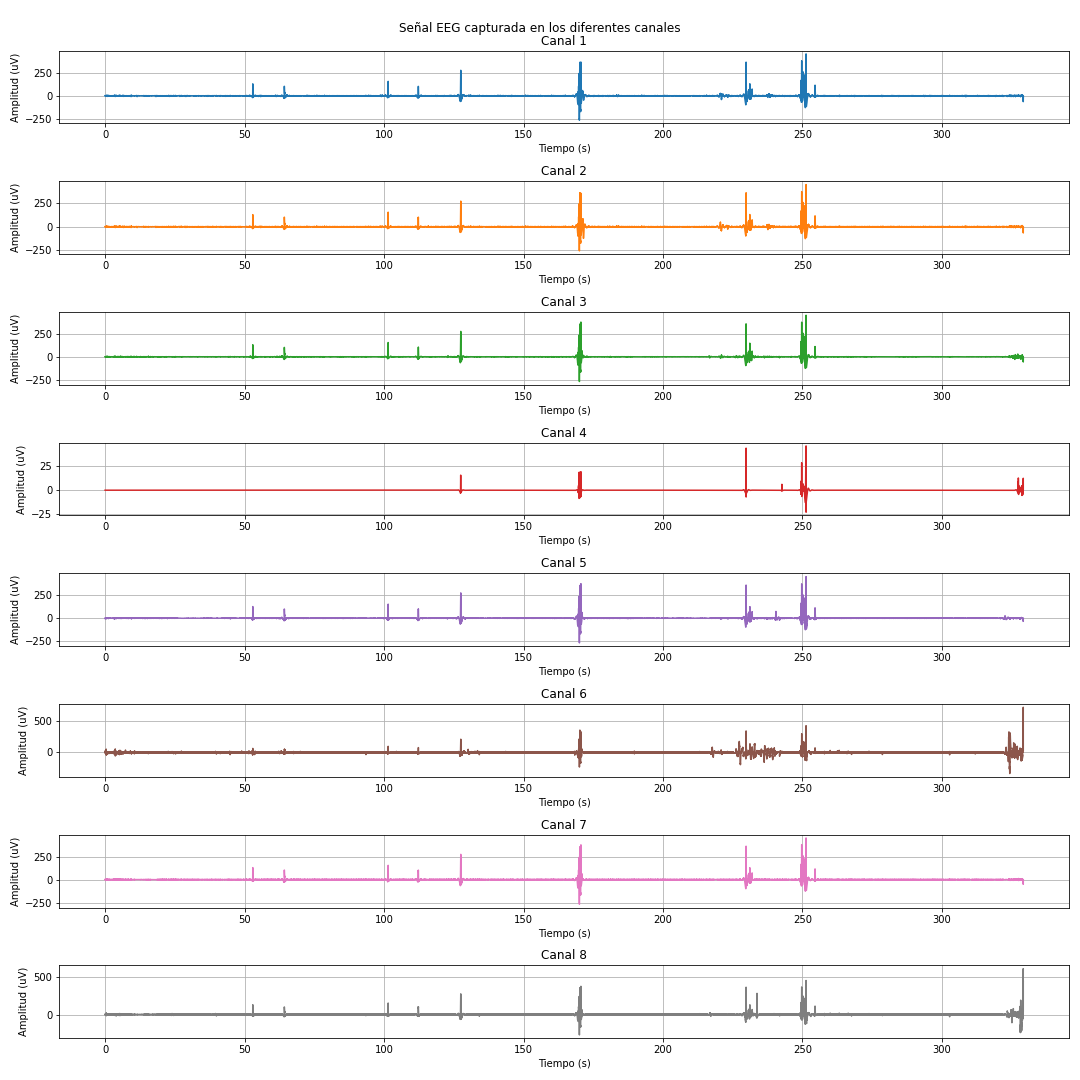 Señal EEG capturada en los diferentes canales
Canal 1
Amplitud (uV)
250
0
−250
0 50 100 150 200 250 300
Tiempo (s)
Canal 2
Amplitud (uV)
250
0
−250
0 50 100 150 200 250 300
Tiempo (s)
Canal 3
Amplitud (uV)
250
0
−250
0 50 100 150 200 250 300
Tiempo (s)
Canal 4
Amplitud (uV)
25
0
−25
0 50 100 150 200 250 300
Tiempo (s)
Canal 5
Amplitud (uV)
250
0
−250
0 50 100 150 200 250 300
Tiempo (s)
Canal 6
Amplitud (uV)
500
0
0 50 100 150 200 250 300
Tiempo (s)
Canal 7
Amplitud (uV)
250
0
−250
0 50 100 150 200 250 300
Tiempo (s)
Canal 8
Amplitud (uV)
500
0
0 50 100 150 200 250 300
Tiempo (s)